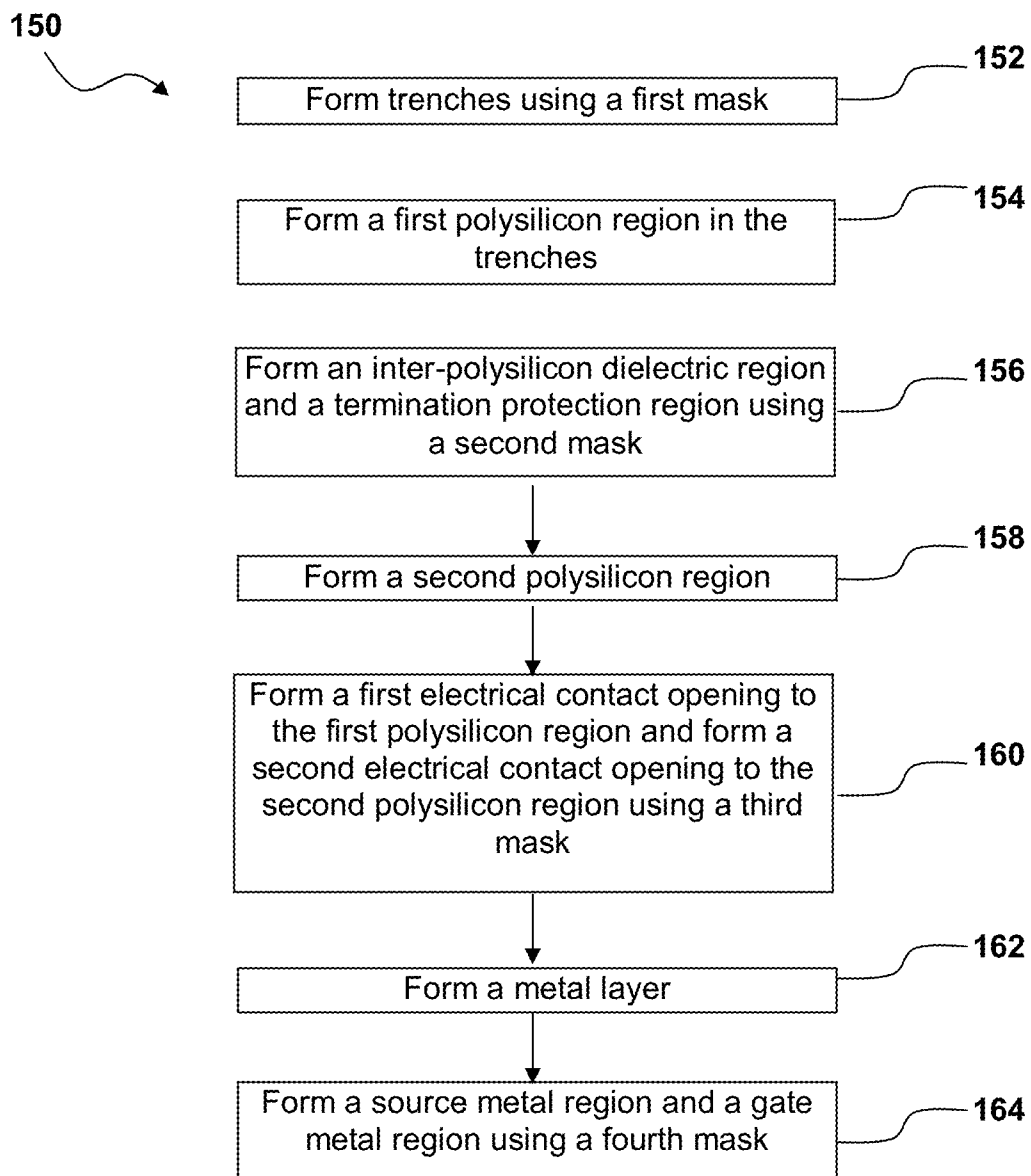 150
152
Form trenches using a first mask
154
Form a first polysilicon region in the
trenches
156
Form an inter-polysilicon dielectric region
and a termination protection region using
a second mask
158
Form a second polysilicon region
Form a first electrical contact opening to
the first polysilicon region and form a
second electrical contact opening to the
second polysilicon region using a third
mask
160
162
Form a metal layer
Form a source metal region and a gate
metal region using a fourth mask
164